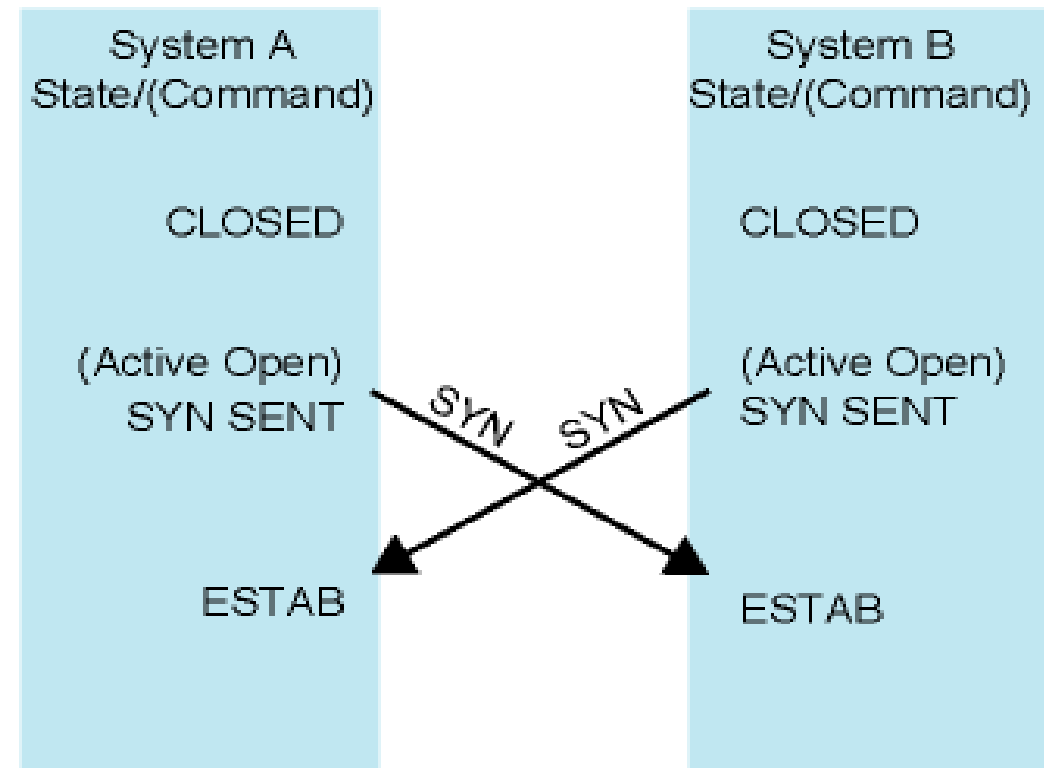 System A
State/(Command)
CLOSED
(Active Open)
SYN SENT
ESTAB
SYN
SYN
System B
State/(Command)
CLOSED
(Active Open)
SYN SENT
ESTAB